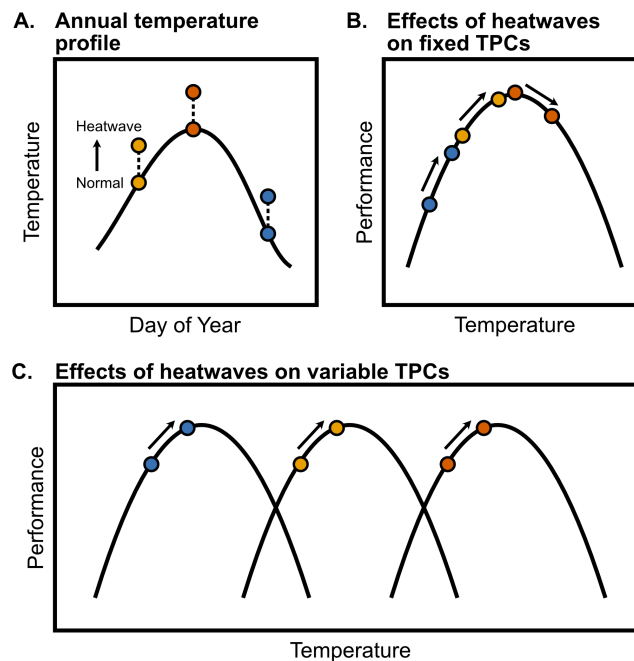 A. Annual temperature
profile
Temperature
Heatwave
Normal
Day of Year
B. Effects of heatwaves
on fixed TPCs
Performance
Temperature
C. Effects of heatwaves on variable TPCs
Performance
Temperature